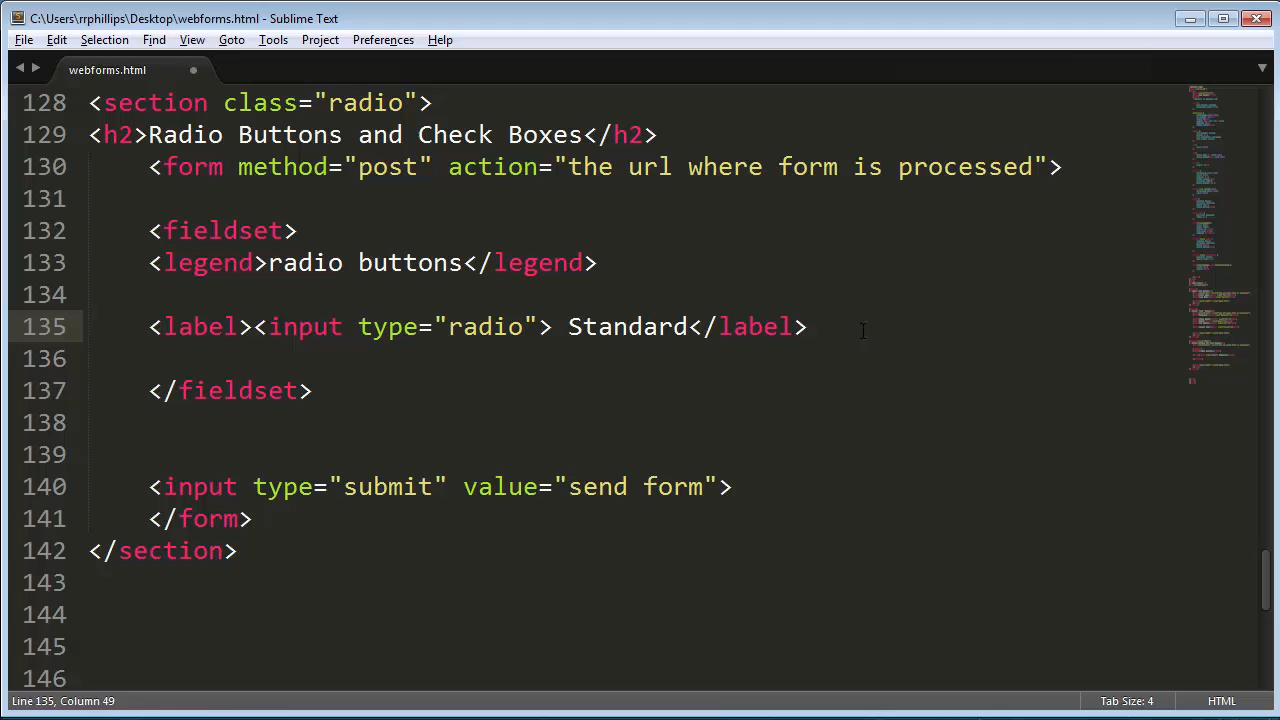 C:\Users\rrphillips\Desktop\webforms.html - Sublime Text
File Edit Selection Find View Goto Tools Project Preferences Help
webforms.html
128 <section class="radio">
129 <h2>Radio Buttons and Check Boxes</h2>
130 <form method="post" action="the url where form is processed">
131
132 <fieldset>
133 <legend>radio buttons</legend>
134
135 <label><input type="radio"> Standard</label>
136
137 </fieldset>
138
139
140 <input type="submit" value="send form">
141 </form>
142 </section>
143
144
145
146
Line 135, Column 49 Tab Size: 4 HTML